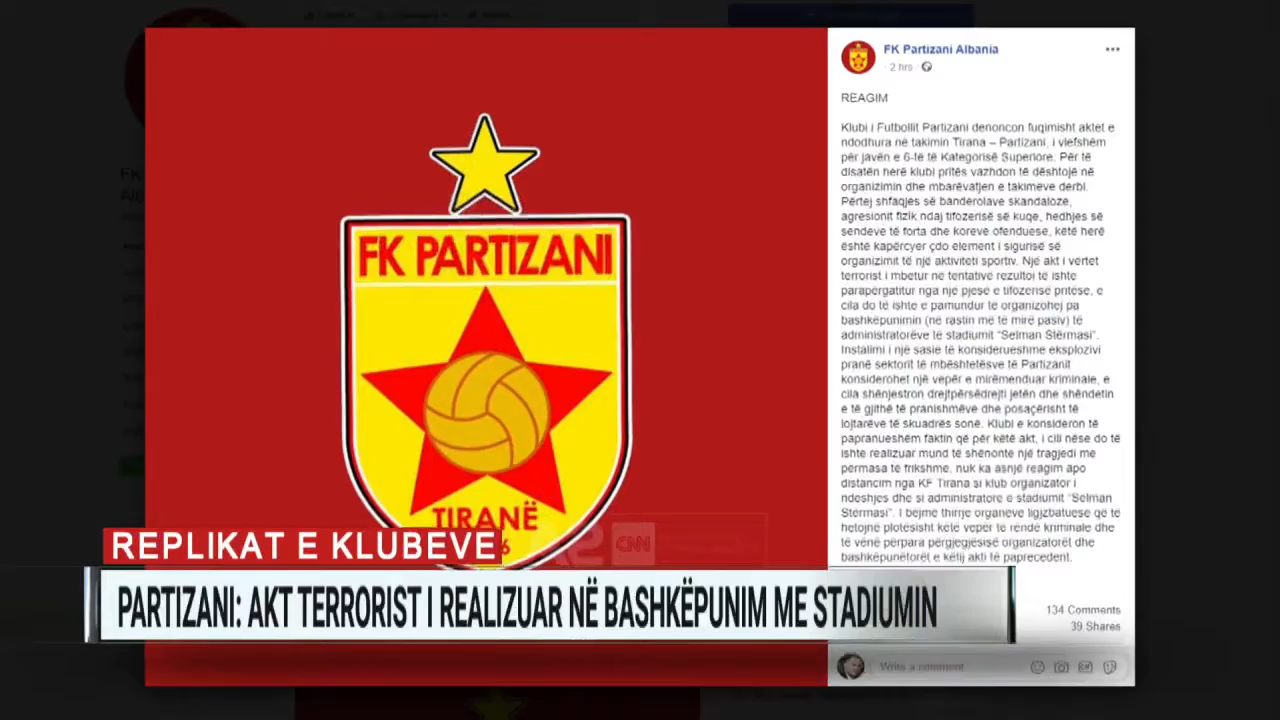 FK Partizani Albania
2 hrs
REAGIM
Klubi i Futbollit Partizani denoncon fuqimisht aktet e
ndodhura në takimin Tirana – Partizani, i vlefshëm
për javën e 6-të të Kategorisë Superiore. Për të
disatën herë klubi pritës vazhdon të dështojë në
organizimin dhe mbarëvatjen e takimeve derbi.
Përtej shfaqjes së banderolave skandaloze,
agresionit fizik ndaj tifozerisë së kuqe, hedhjes së
sendeve të forta dhe koreve ofenduese, këtë herë
është kapërcyer çdo element i sigurisë së
organizimit të një aktiviteti sportiv. Një akt i vërtet
terrorist i mbetur në tentativë rezultoi të ishte
parapërgatitur nga një pjesë e tifozerisë pritëse, e
cila do të ishte e pamundur të organizohej pa
bashkëpunimin (në rastin më të mirë pasiv) të
administratorëve të stadiumit "Selman Stërmasi".
Instalimi i një sasie të konsiderueshme eksplozivi
pranë sektorit të mbështetësve të Partizanit
konsiderohet një vepër e mirëmenduar kriminale, e
cila shënjestron drejtpërsëdrejti jetën dhe shëndetin
e të gjithë të pranishmëve dhe posaçërisht të
lojtarëve të skuadrës sonë. Klubi e konsideron të
papranueshëm faktin që për këtë akt, i cili nëse do të
ishte realizuar mund të shënonte një tragjedi me
përmasa të frikshme, nuk ka asnjë reagim apo
distancim nga KF Tirana si klub organizator i
ndeshjes dhe si administratore e stadiumit "Selman
Stërmasi". I bëjmë thirrje organeve ligjzbatuese që të
hetojnë plotësisht këtë vepër të rëndë kriminale dhe
të vënë përpara përgjegjësisë organizatorët dhe
bashkëpunëtorët e këtij akti të paprecedent.
134 Comments
39 Shares
Write a comment
FK PARTIZANI
TIRANË
6
CNN
REPLIKAT E KLUBEVE
PARTIZANI: AKT TERRORIST I REALIZUAR NË BASHKËPUNIM ME STADIUMIN